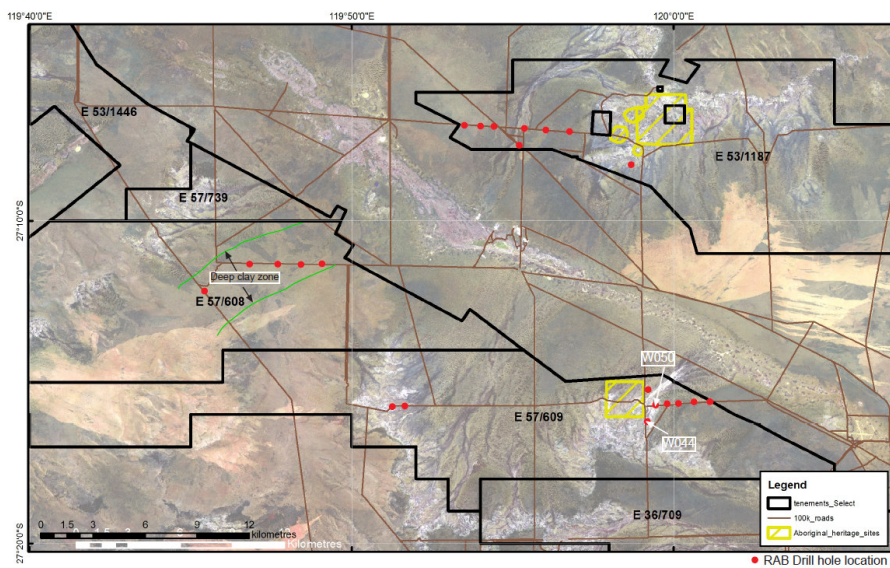 119°40'0"E
119°50'0"E
120°0'0"E
E 53/1446
E 53/1187
E 57/739
27°10'0"S
Deep clay zone
E 57/608
W050
E 57/609
W044
E 36/709
27°20'0"S
0 1.5 3 6 9 12
kilometres
Kilometres
Legend
tenements_Select
100k_roads
Aboriginal_heritage_sites
RAB Drill hole location